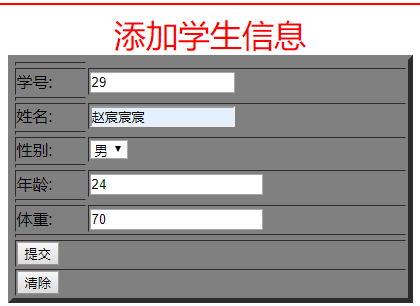 添加学生信息
学号: 29
姓名: 赵宸宸宸
性别: 男
年龄: 24
体重: 70
提交
清除